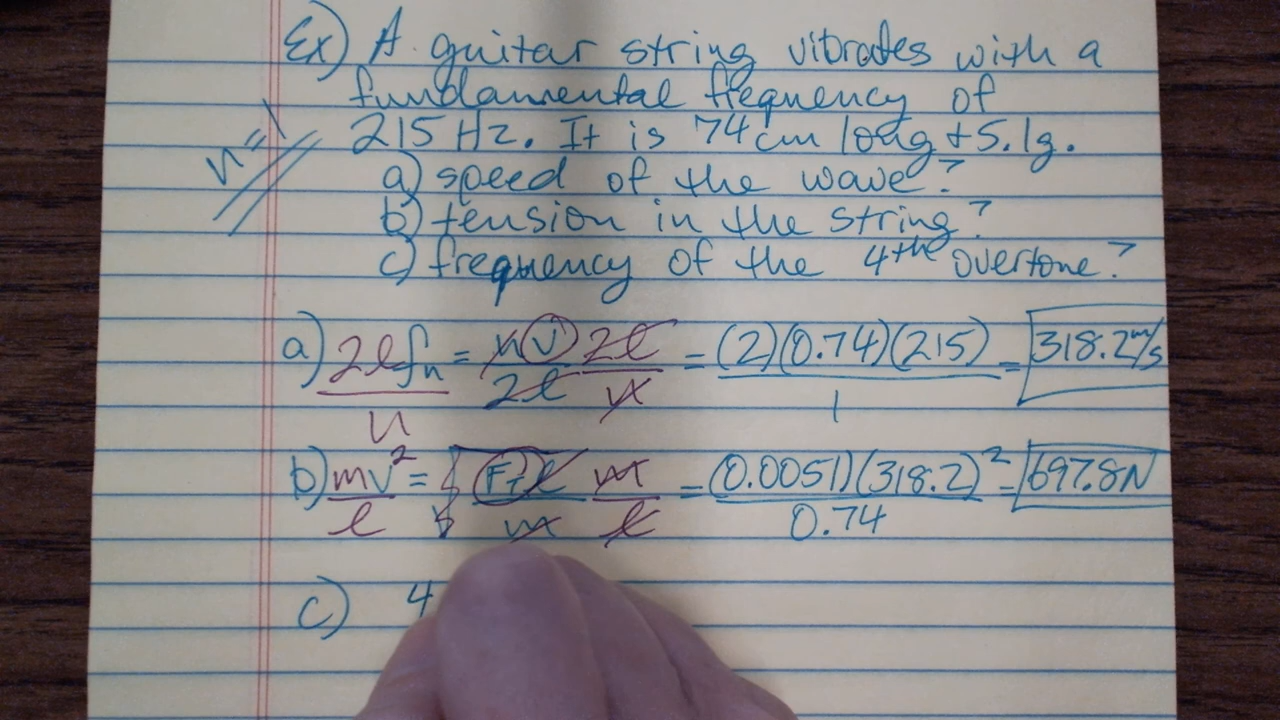 Ex) A guitar string vibrates with a
fundamental frequency of
215 Hz. It is 74cm long + 5.1g.
n=1
a) speed of the wave?
b) tension in the string?
c) frequency of the 4th overtone?
a) 2ℓfn/n = nv/2ℓ 2ℓ/n = (2)(0.74)(215)/1 = 318.2 m/s
b) mv²/ℓ = √FTℓ/m m/ℓ = (0.0051)(318.2)²/0.74 = 697.8N
c) 4